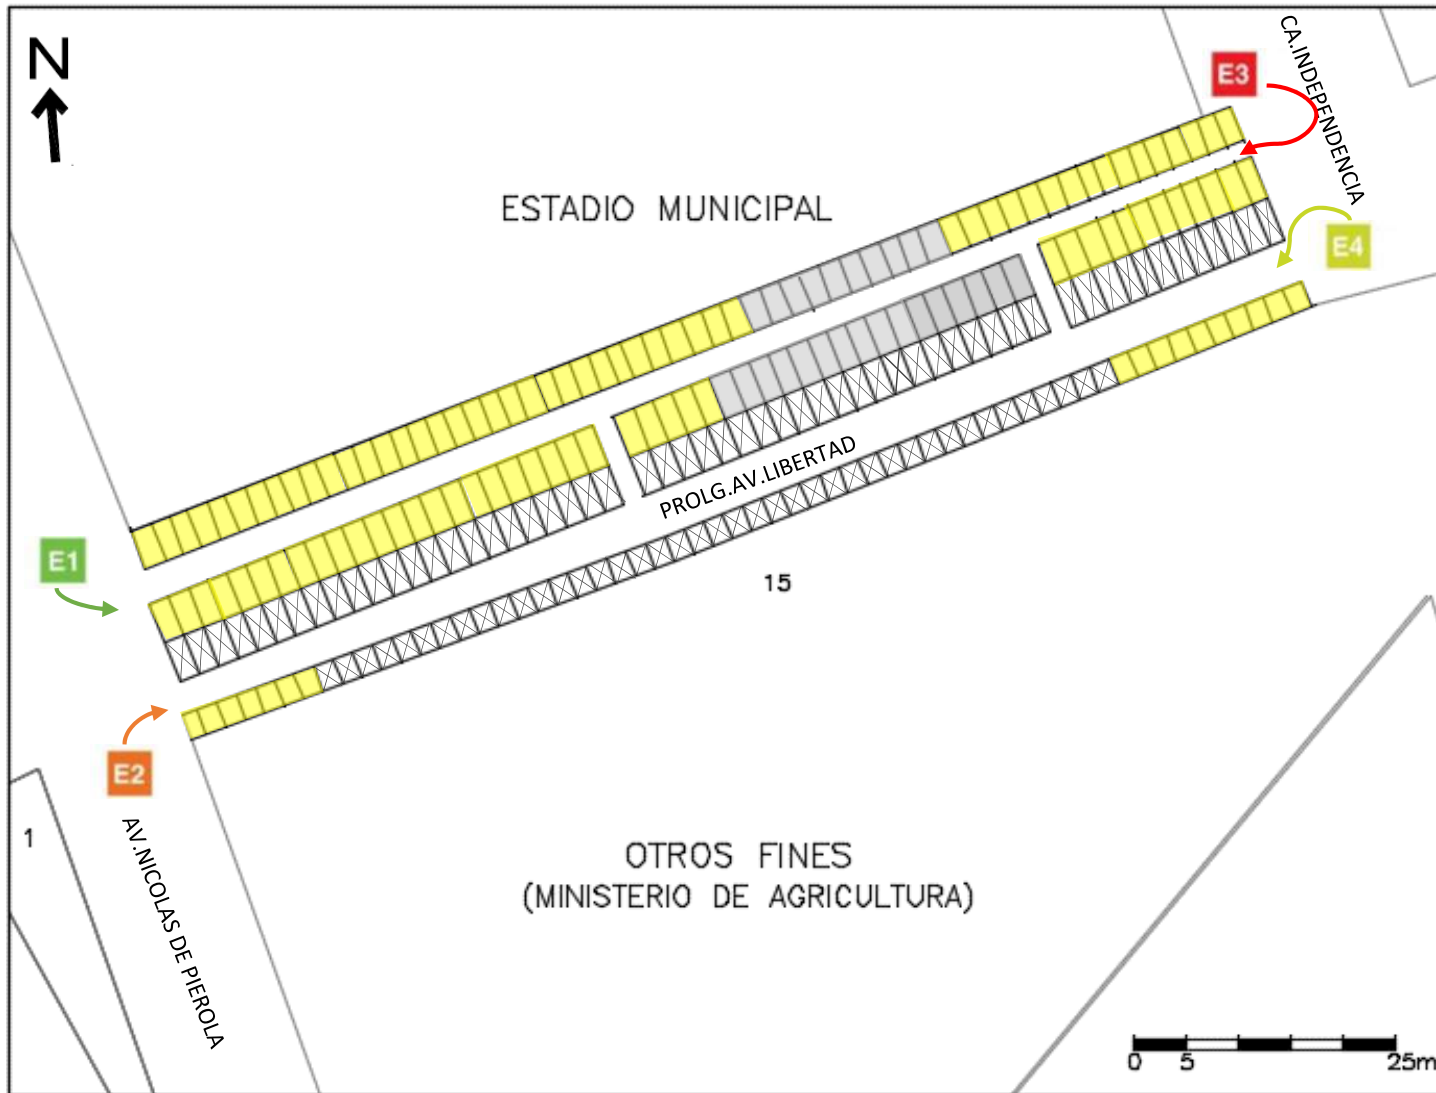 N
CA.INDEPENDENCIA
E3
ESTADIO MUNICIPAL
E4
PROLG.AV.LIBERTAD
E1
15
E2
1
AV.NICOLAS DE PIEROLA
OTROS FINES
(MINISTERIO DE AGRICULTURA)
0 5 25m